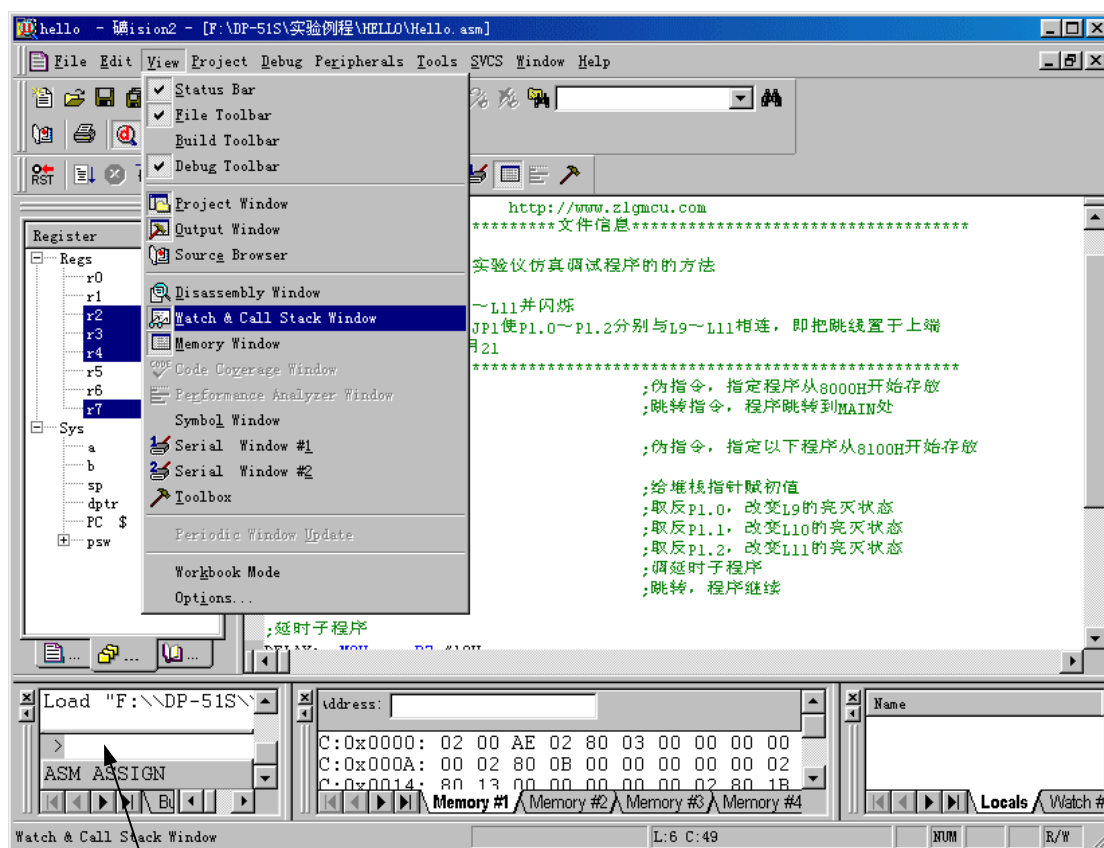 hello - 礦ision2 - [F:\DP-51S\实验例程\HELLO\Hello.asm]
File Edit View Project Debug Peripherals Tools SVCS Window Help
Status Bar
File Toolbar
Build Toolbar
Debug Toolbar
Project Window
Output Window
Source Browser
Disassembly Window
Watch & Call Stack Window
Memory Window
Code Coverage Window
Performance Analyzer Window
Symbol Window
Serial Window #1
Serial Window #2
Toolbox
Periodic Window Update
Workbook Mode
Options...
RST
Register
Regs
r0
r1
r2
r3
r4
r5
r6
r7
Sys
a
b
sp
dptr
PC $
psw
http://www.zlgmcu.com
*********文件信息***********************************
实验仪仿真调试程序的的方法
～L11并闪烁
JP1使P1.0～P1.2分别与L9～L11相连，即把跳线置于上端
月21
;伪指令，指定程序从8000H开始存放
;跳转指令，程序跳转到MAIN处
;伪指令，指定以下程序从8100H开始存放
;给堆栈指针赋初值
;取反P1.0，改变L9的亮灭状态
;取反P1.1，改变L10的亮灭状态
;取反P1.2，改变L11的亮灭状态
;调延时子程序
;跳转，程序继续
;延时子程序
Load "F:\\DP-51S\
>
ASM ASSIGN
Address:
C:0x0000: 02 00 AE 02 80 03 00 00 00 00
C:0x000A: 00 02 80 0B 00 00 00 00 00 02
C:0x0014: 80 13 00 00 00 00 00 02 80 1B
Memory #1 Memory #2 Memory #3 Memory #4
Name
Locals Watch #
Watch & Call Stack Window
L:6 C:49
NUM
R/W